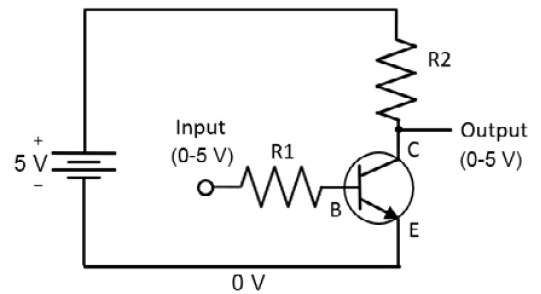 R2
Input
(0-5 V)
R1
Output
(0-5 V)
C
+
5 V
−
B
E
0 V